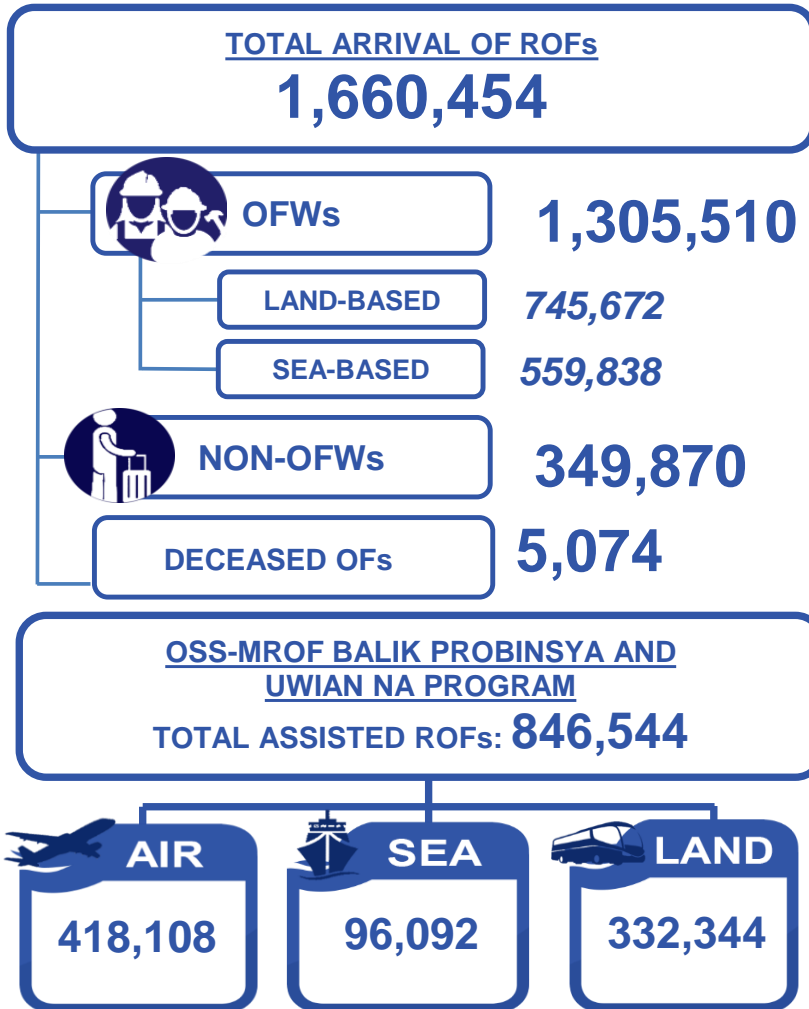 TOTAL ARRIVAL OF ROFs
1,660,454
OFWs
1,305,510
LAND-BASED
745,672
SEA-BASED
559,838
NON-OFWs
349,870
DECEASED OFs
5,074
OSS-MROF BALIK PROBINSYA AND
UWIAN NA PROGRAM
TOTAL ASSISTED ROFs: 846,544
AIR
418,108
SEA
96,092
LAND
332,344